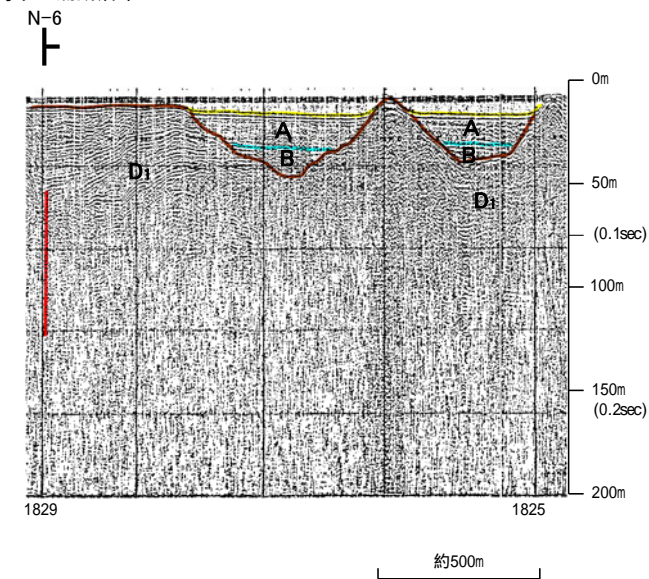 N-6
0m
A
A
B
B
D1
50m
D1
(0.1sec)
100m
150m
(0.2sec)
200m
1829
1825
約500m